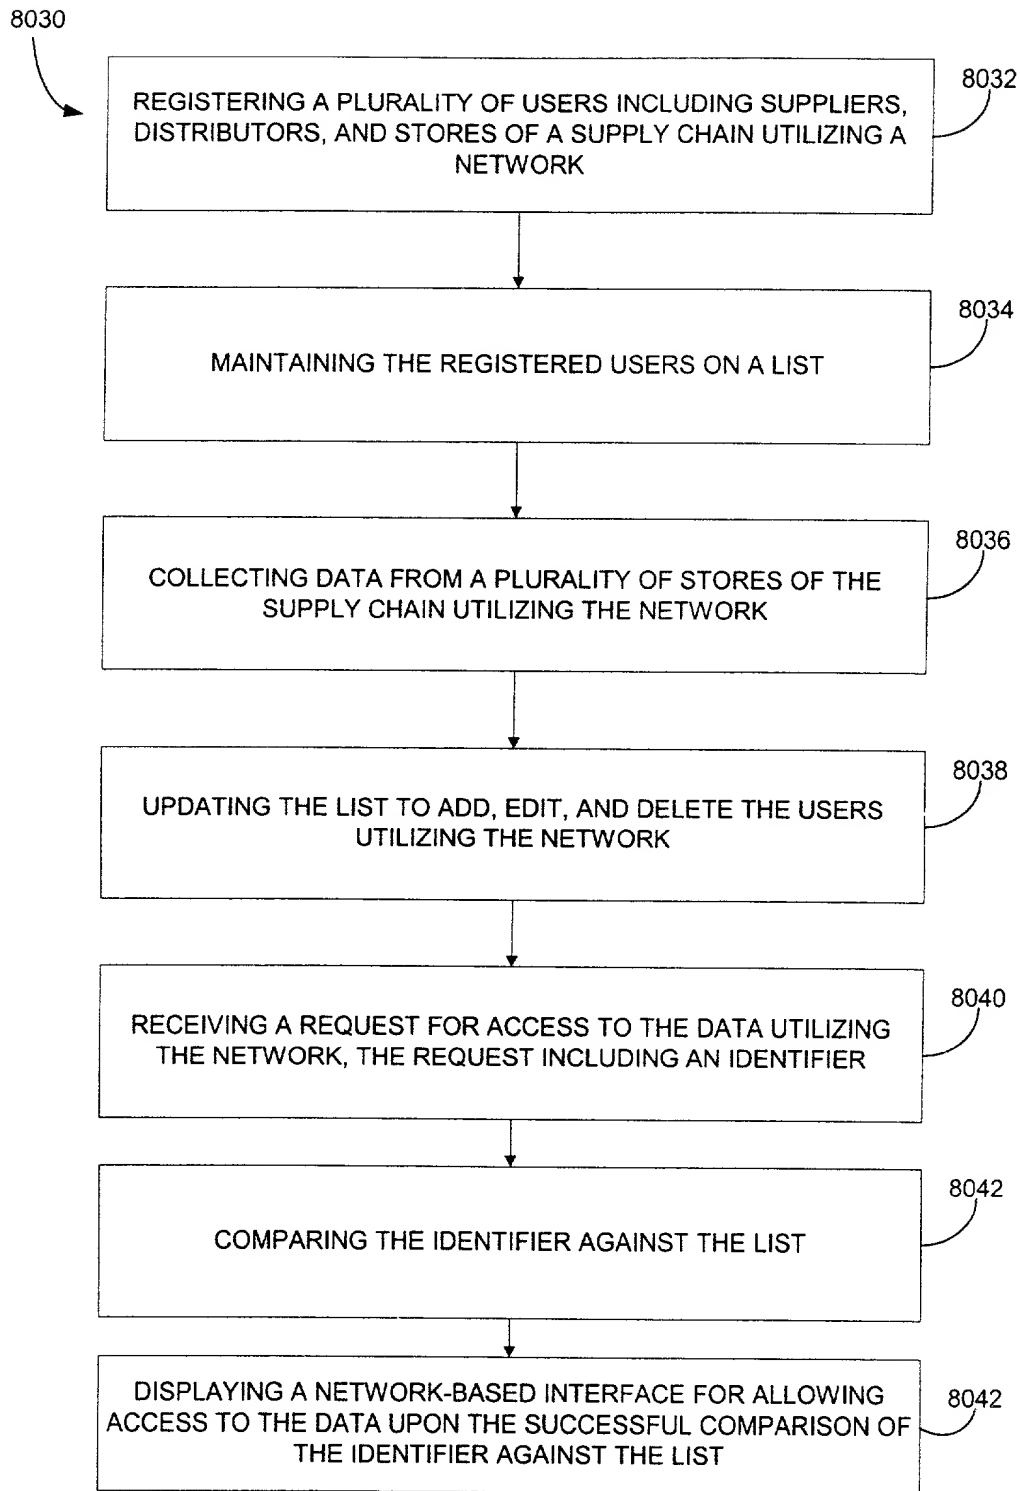 8030
8032
REGISTERING A PLURALITY OF USERS INCLUDING SUPPLIERS,
DISTRIBUTORS, AND STORES OF A SUPPLY CHAIN UTILIZING A
NETWORK
8034
MAINTAINING THE REGISTERED USERS ON A LIST
8036
COLLECTING DATA FROM A PLURALITY OF STORES OF THE
SUPPLY CHAIN UTILIZING THE NETWORK
8038
UPDATING THE LIST TO ADD, EDIT, AND DELETE THE USERS
UTILIZING THE NETWORK
8040
RECEIVING A REQUEST FOR ACCESS TO THE DATA UTILIZING
THE NETWORK, THE REQUEST INCLUDING AN IDENTIFIER
8042
COMPARING THE IDENTIFIER AGAINST THE LIST
8042
DISPLAYING A NETWORK-BASED INTERFACE FOR ALLOWING
ACCESS TO THE DATA UPON THE SUCCESSFUL COMPARISON OF
THE IDENTIFIER AGAINST THE LIST